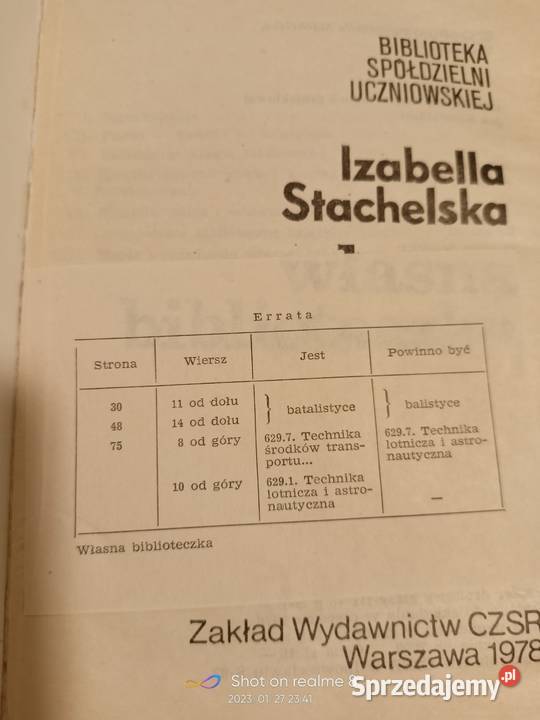 BIBLIOTEKA
SPÓŁDZIELNI
UCZNIOWSKIEJ
Izabella
Stachelska
własna
Errata
Strona Wiersz Jest Powinno być
30 11 od dołu } batalistyce } balistyce
48 14 od dołu
75 8 od góry 629.7. Technika środków trans-portu... 629.7. Technika lotnicza i astro-nautyczna
10 od góry 629.1. Technika lotnicza i astro-nautyczna —
Własna biblioteczka
Zakład Wydawnictw CZSR
Warszawa 1978
Shot on realme 8
2023.01.27 23:41
Sprzedajemy.pl